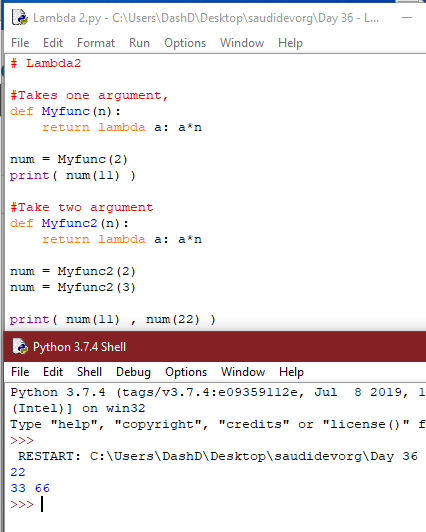 Lambda 2.py - C:\Users\DashD\Desktop\saudidevorg\Day 36 - L...
File Edit Format Run Options Window Help
# Lambda2
#Takes one argument,
def Myfunc(n):
    return lambda a: a*n
num = Myfunc(2)
print( num(11) )
#Take two argument
def Myfunc2(n):
    return lambda a: a*n
num = Myfunc2(2)
num = Myfunc2(3)
print( num(11) , num(22) )
Python 3.7.4 Shell
File Edit Shell Debug Options Window Help
Python 3.7.4 (tags/v3.7.4:e09359112e, Jul  8 2019, 1
(Intel)] on win32
Type "help", "copyright", "credits" or "license()" f
>>>
 RESTART: C:\Users\DashD\Desktop\saudidevorg\Day 36
22
33 66
>>>